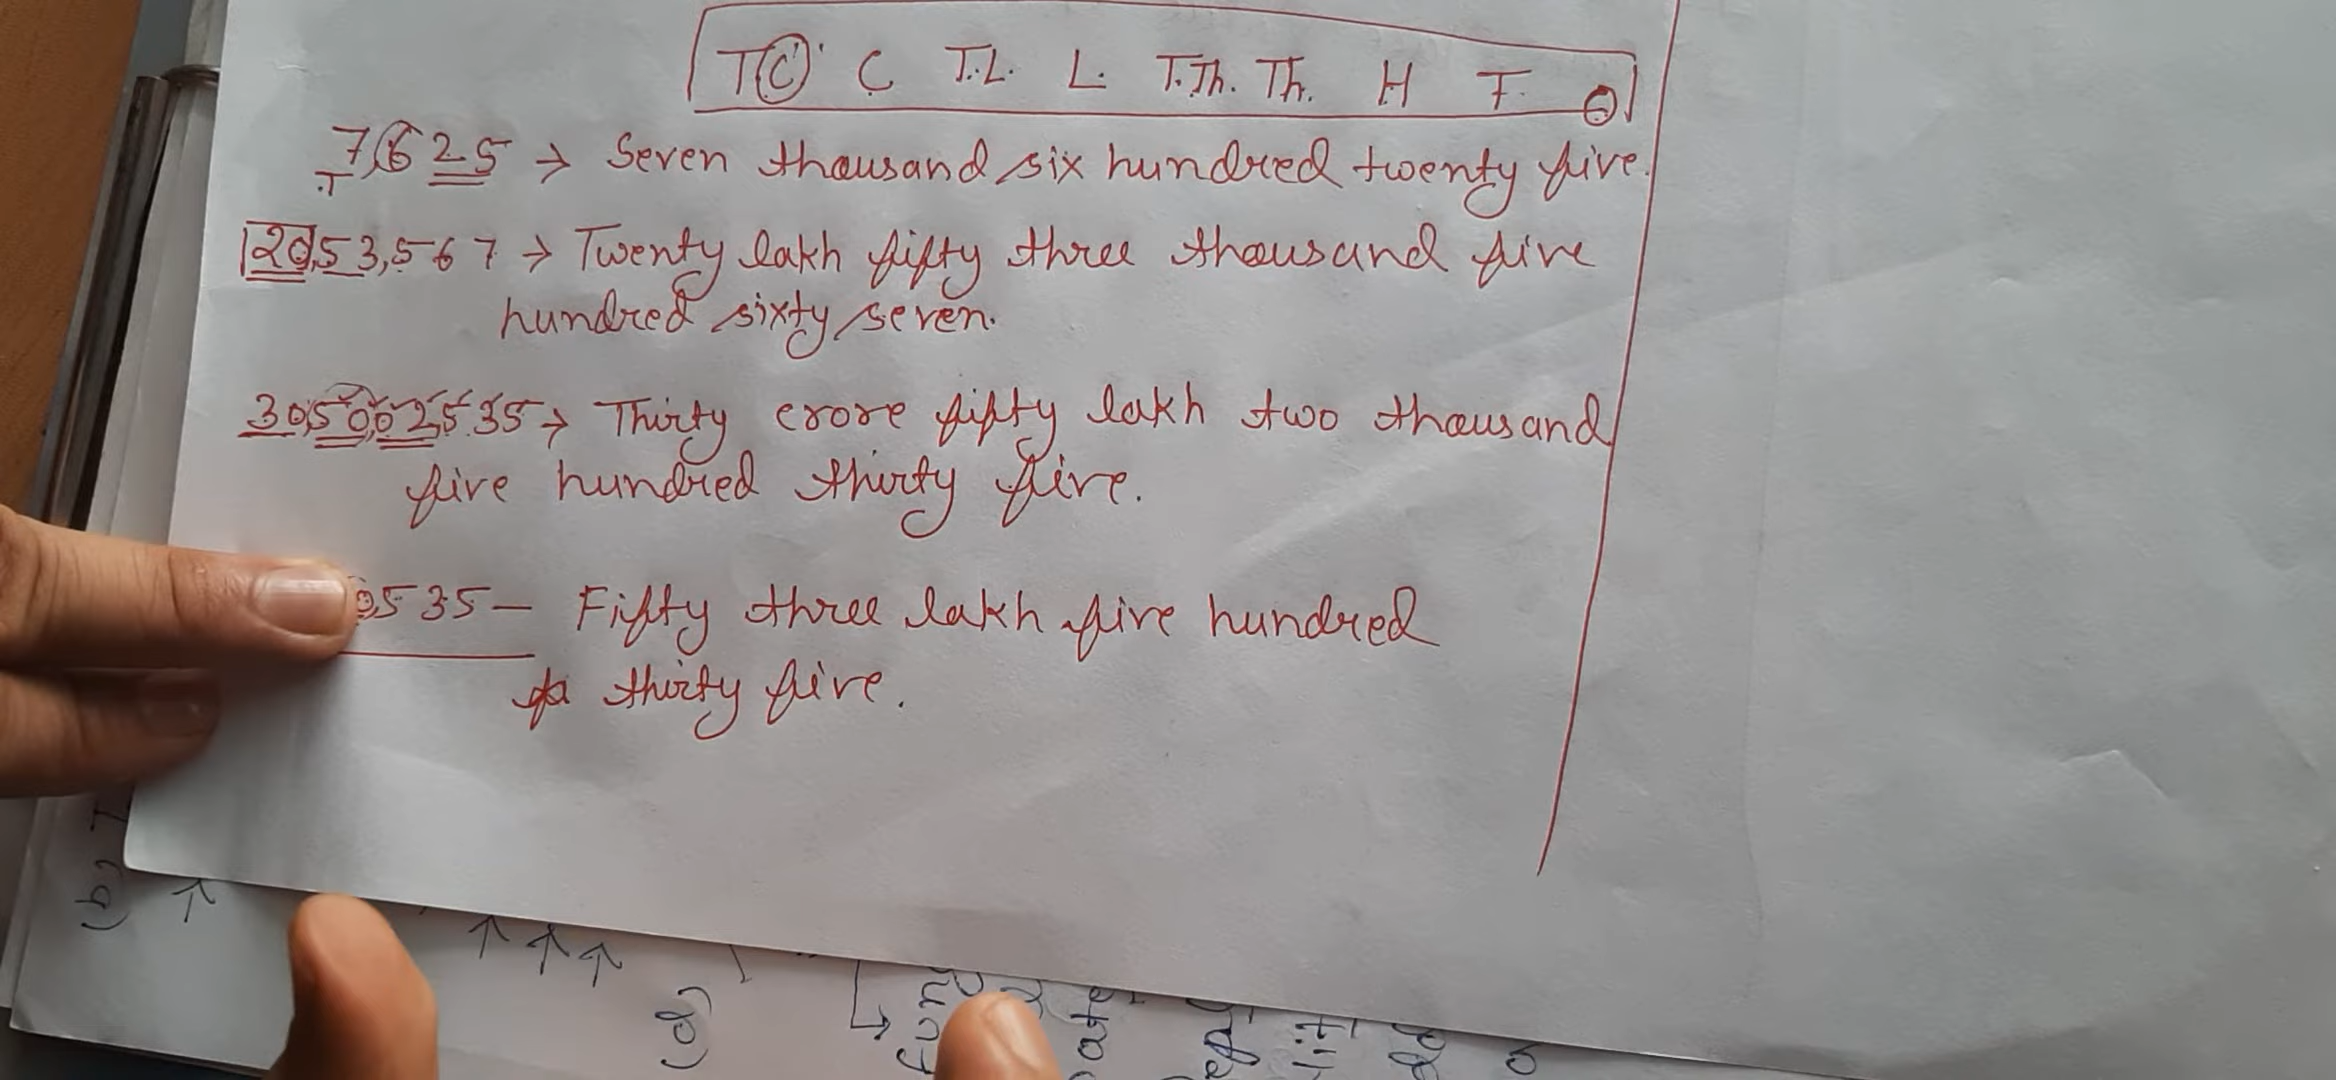 TC C T.L. L. T.Th. Th. H T. O
7,625 → Seven thousand six hundred twenty five.
T
20,53,567 → Twenty lakh fifty three thousand five
hundred sixty seven.
30,50,02,535 → Thirty crore fifty lakh two thousand
five hundred thirty five.
0,535 — Fifty three lakh five hundred
thirty five.
(b)
(d)